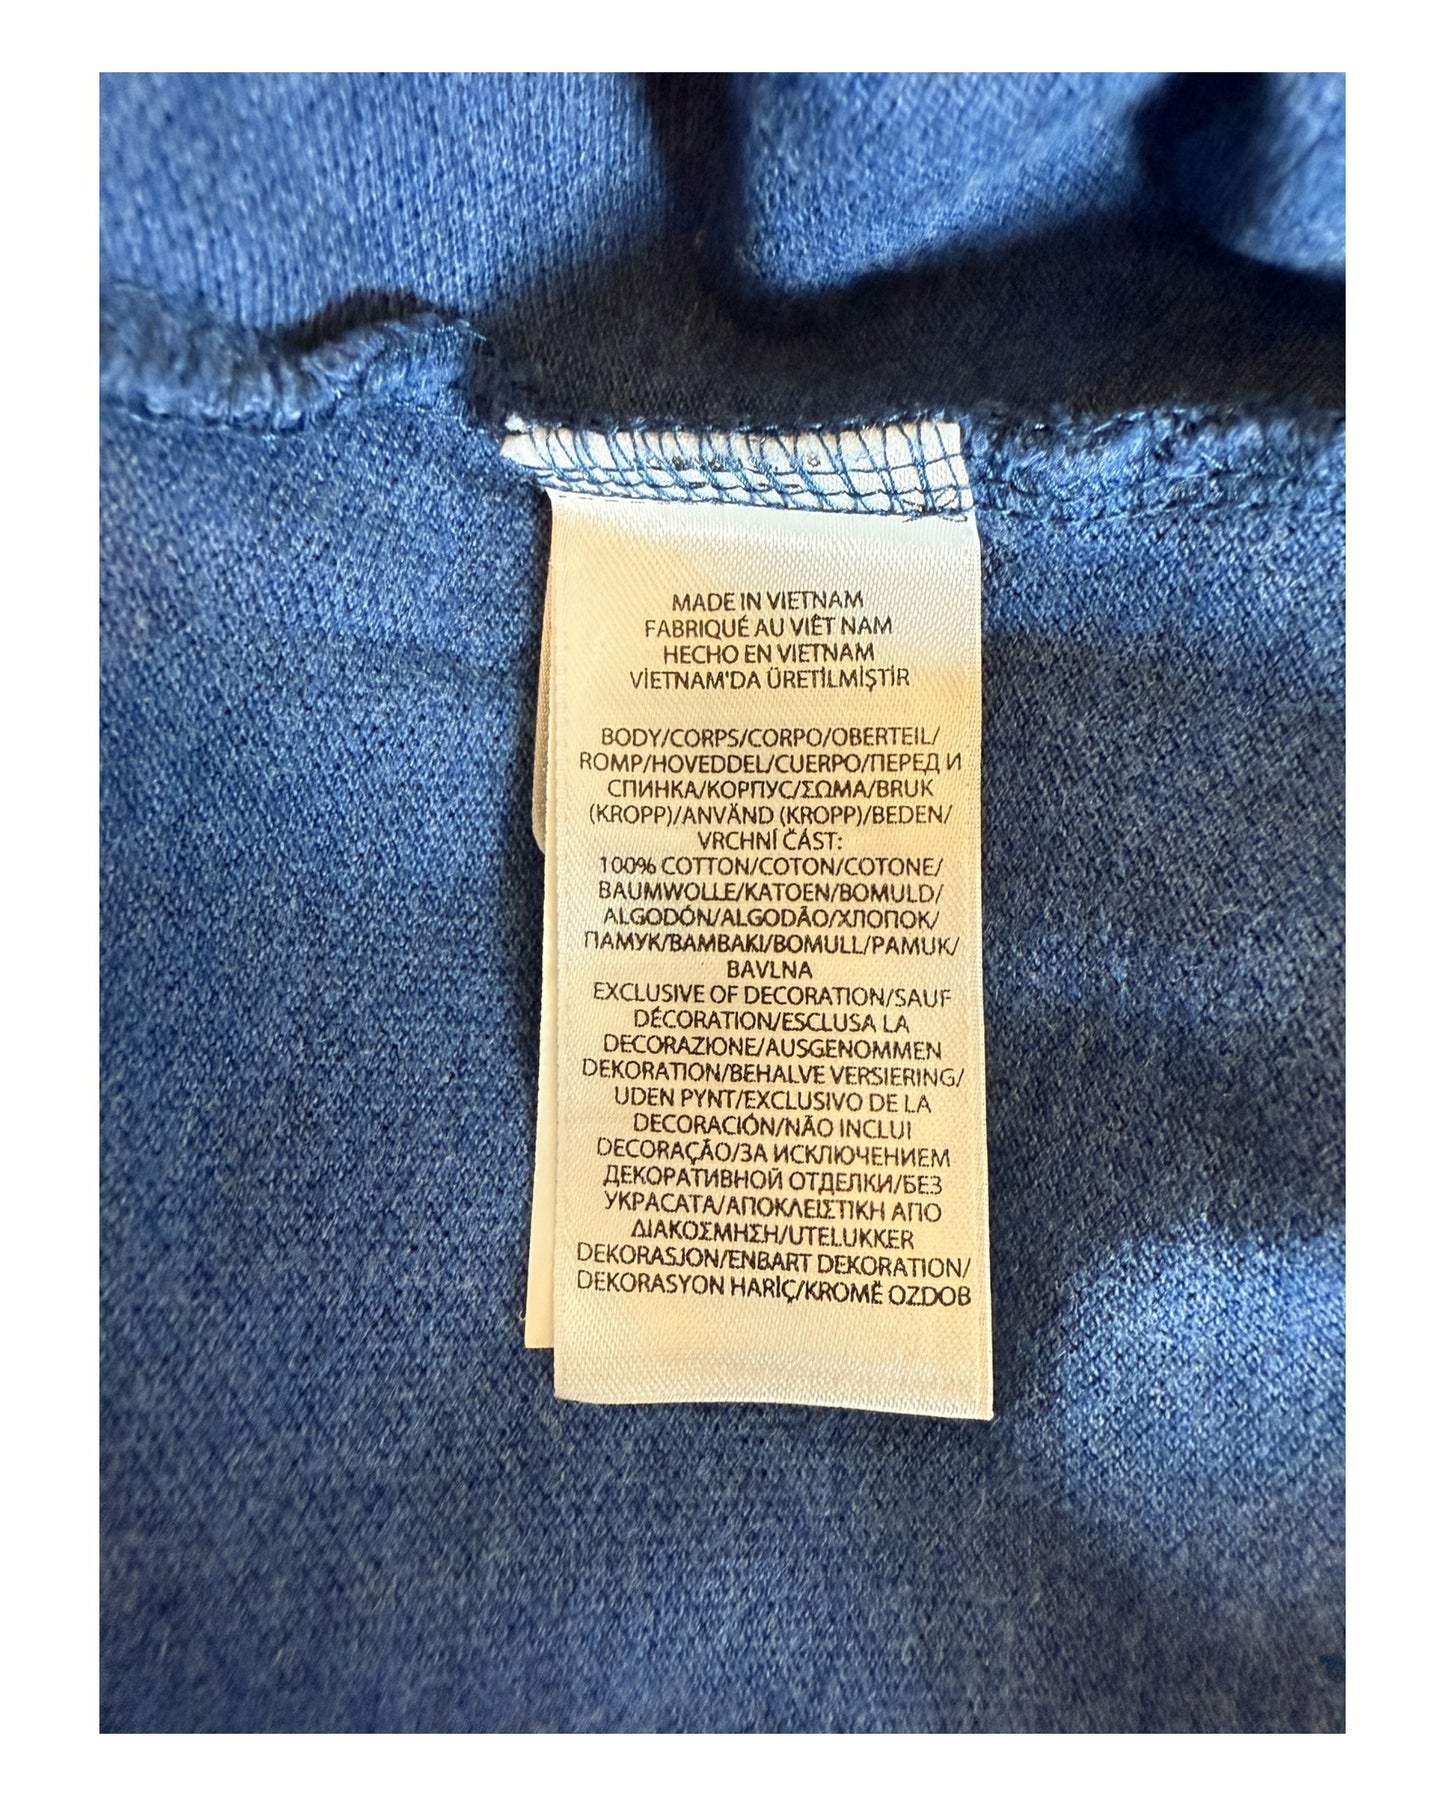 MADE IN VIETNAM
FABRIQUÉ AU VIÊT NAM
HECHO EN VIETNAM
VİETNAM'DA ÜRETİLMİŞTİR
BODY/CORPS/CORPO/OBERTEIL/
ROMP/HOVEDDEL/CUERPO/ПЕРЕД И
СПИНКА/КОРПУС/ΣΩΜΑ/BRUK
(KROPP)/ANVÄND (KROPP)/BEDEN/
VRCHNÍ ČÁST:
100% COTTON/COTON/COTONE/
BAUMWOLLE/KATOEN/BOMULD/
ALGODÓN/ALGODÃO/ХЛОПОК/
ПАМУК/BAMBAKI/BOMULL/PAMUK/
BAVLNA
EXCLUSIVE OF DECORATION/SAUF
DÉCORATION/ESCLUSA LA
DECORAZIONE/AUSGENOMMEN
DEKORATION/BEHALVE VERSIERING/
UDEN PYNT/EXCLUSIVO DE LA
DECORACIÓN/NÃO INCLUI
DECORAÇÃO/ЗА ИСКЛЮЧЕНИЕМ
ДЕКОРАТИВНОЙ ОТДЕЛКИ/БЕЗ
УКРАСАТА/ΑΠΟΚΛΕΙΣΤΙΚΗ ΑΠΟ
ΔΙΑΚΟΣΜΗΣΗ/UTELUKKER
DEKORASJON/ENBART DEKORATION/
DEKORASYON HARİÇ/KROMĚ OZDOB